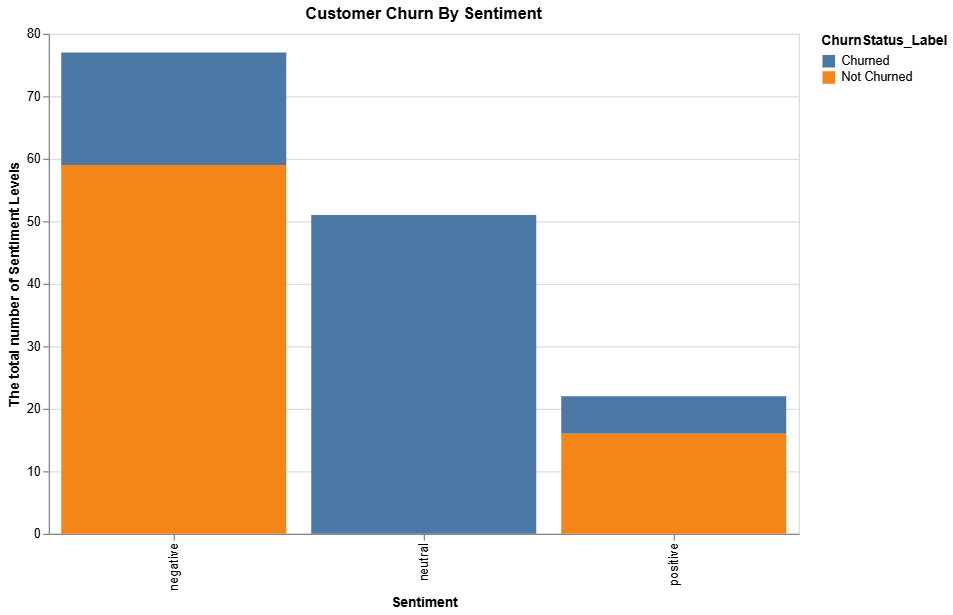 Customer Churn By Sentiment
ChurnStatus_Label
Churned
Not Churned
The total number of Sentiment Levels
80
70
60
50
40
30
20
10
0
negative
neutral
positive
Sentiment